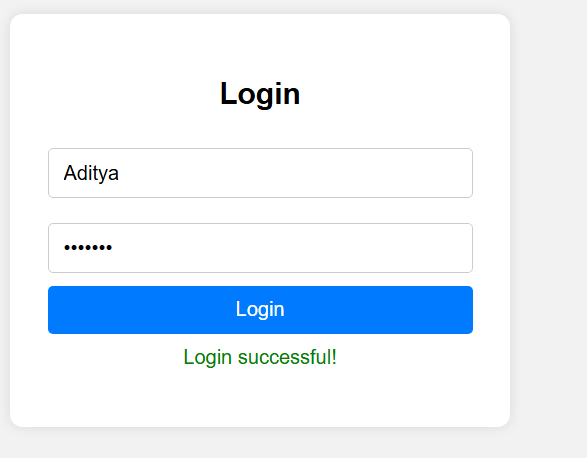 Login
Aditya
•••••••
Login
Login successful!